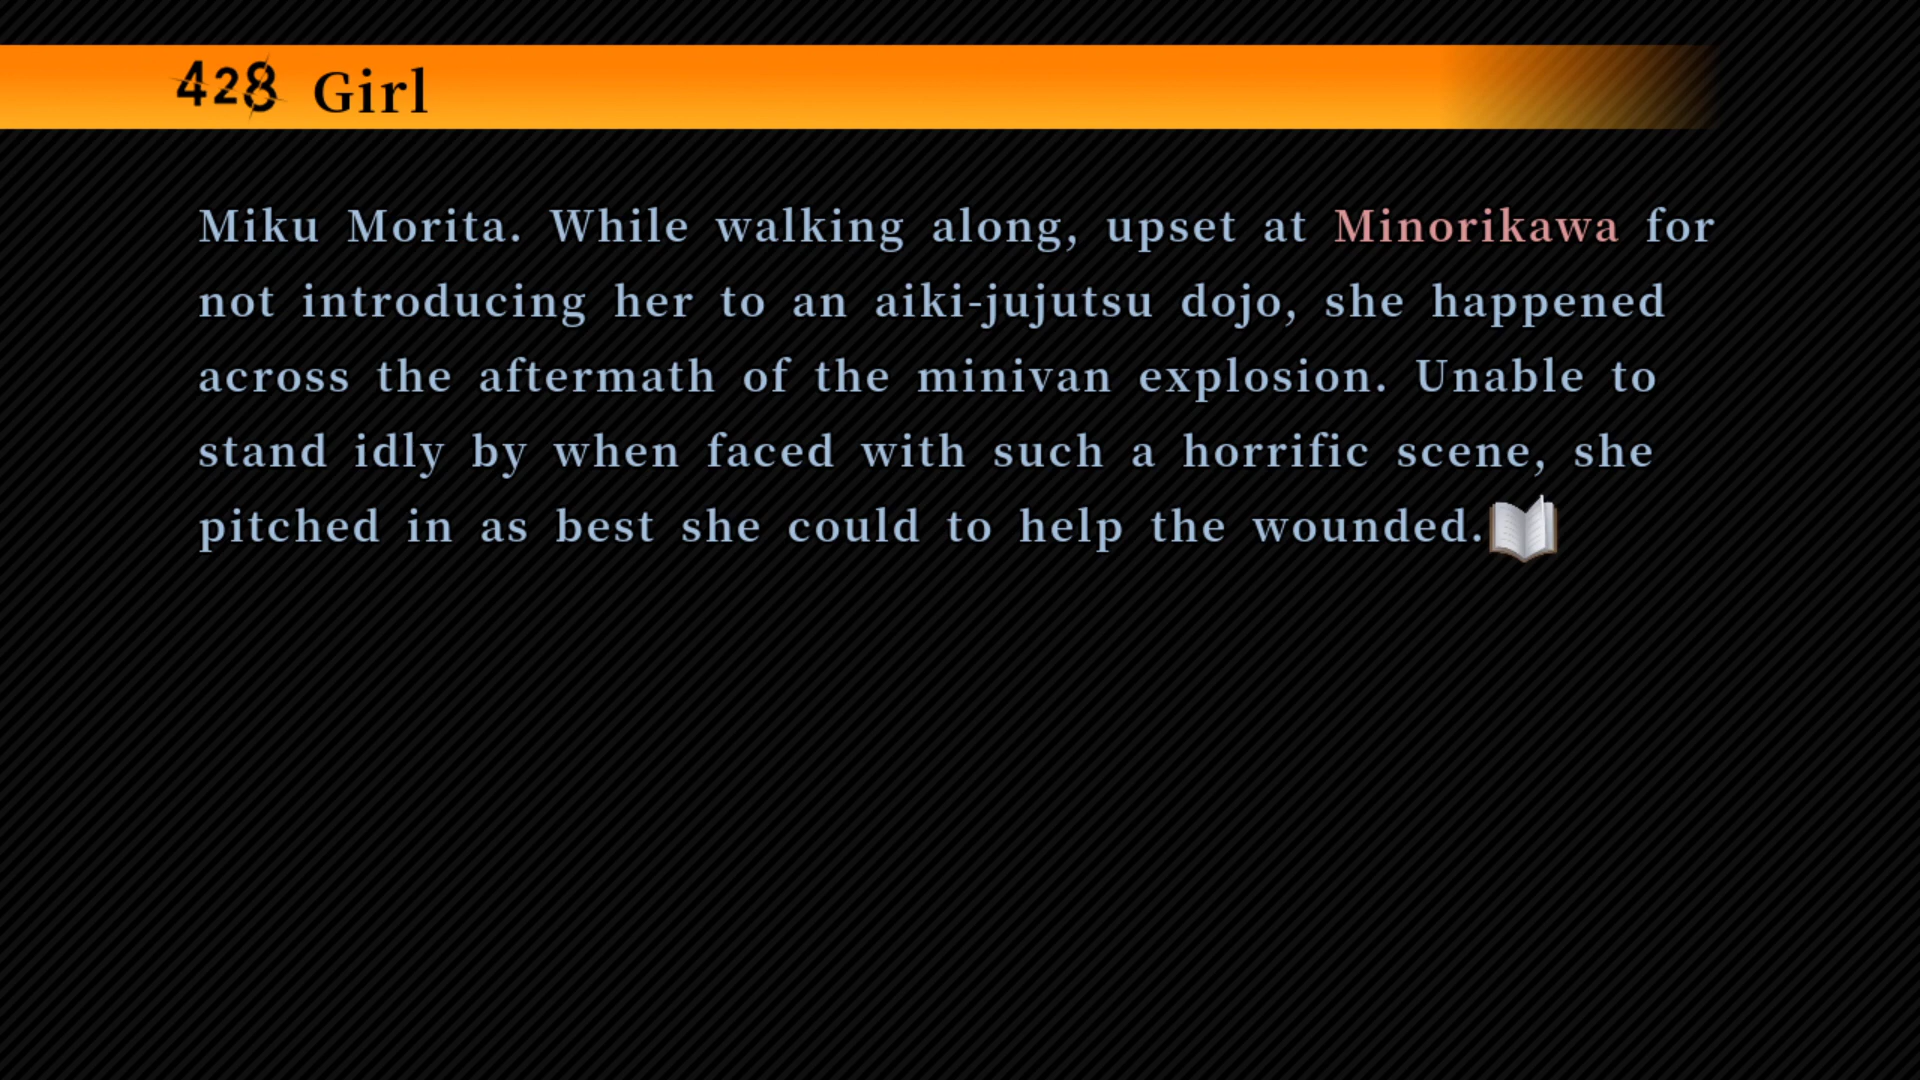 428 Girl
Miku Morita. While walking along, upset at Minorikawa for
not introducing her to an aiki-jujutsu dojo, she happened
across the aftermath of the minivan explosion. Unable to
stand idly by when faced with such a horrific scene, she
pitched in as best she could to help the wounded.